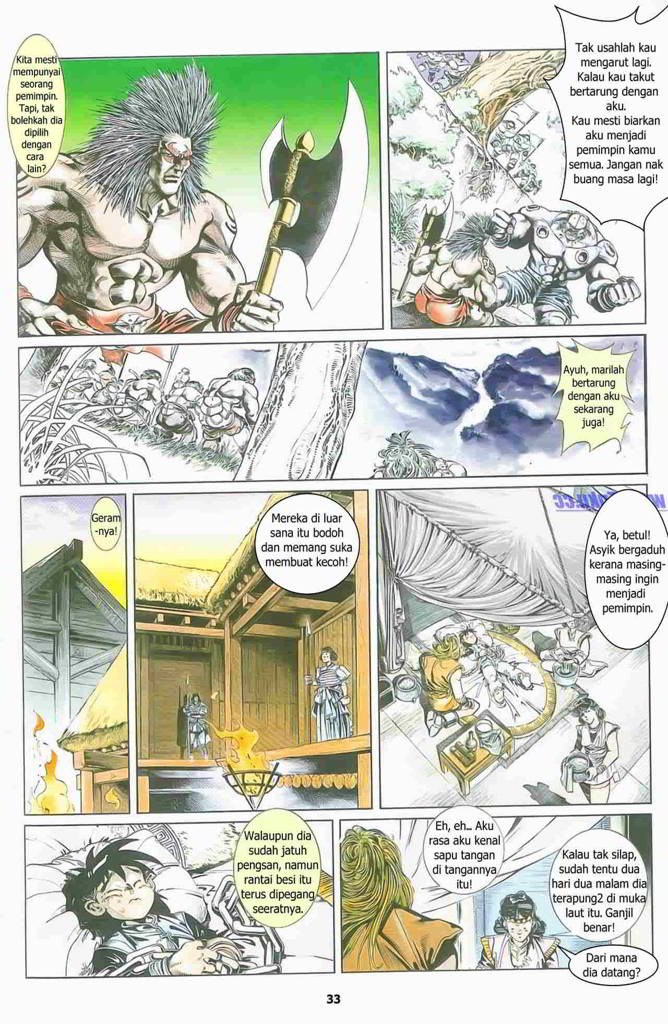 Kita mesti
mempunyai
seorang
pemimpin.
Tapi, tak
bolehkah dia
dipilih
dengan
cara
lain?
Tak usahlah kau
mengarut lagi.
Kalau kau takut
bertarung dengan
aku.
Kau mesti biarkan
aku menjadi
pemimpin kamu
semua. Jangan nak
buang masa lagi!
Ayuh, marilah
bertarung
dengan aku
sekarang
juga!
Geram
-nya!
Mereka di luar
sana itu bodoh
dan memang suka
membuat kecoh!
Ya, betul!
Asyik bergaduh
kerana masing-
masing ingin
menjadi
pemimpin.
Walaupun dia
sudah jatuh
pengsan, namun
rantai besi itu
terus dipegang
seeratnya.
Eh, eh... Aku
rasa aku kenal
sapu tangan
di tangannya
itu!
Kalau tak silap,
sudah tentu dua
hari dua malam dia
terapung2 di muka
laut itu. Ganjil
benar!
Dari mana
dia datang?
33